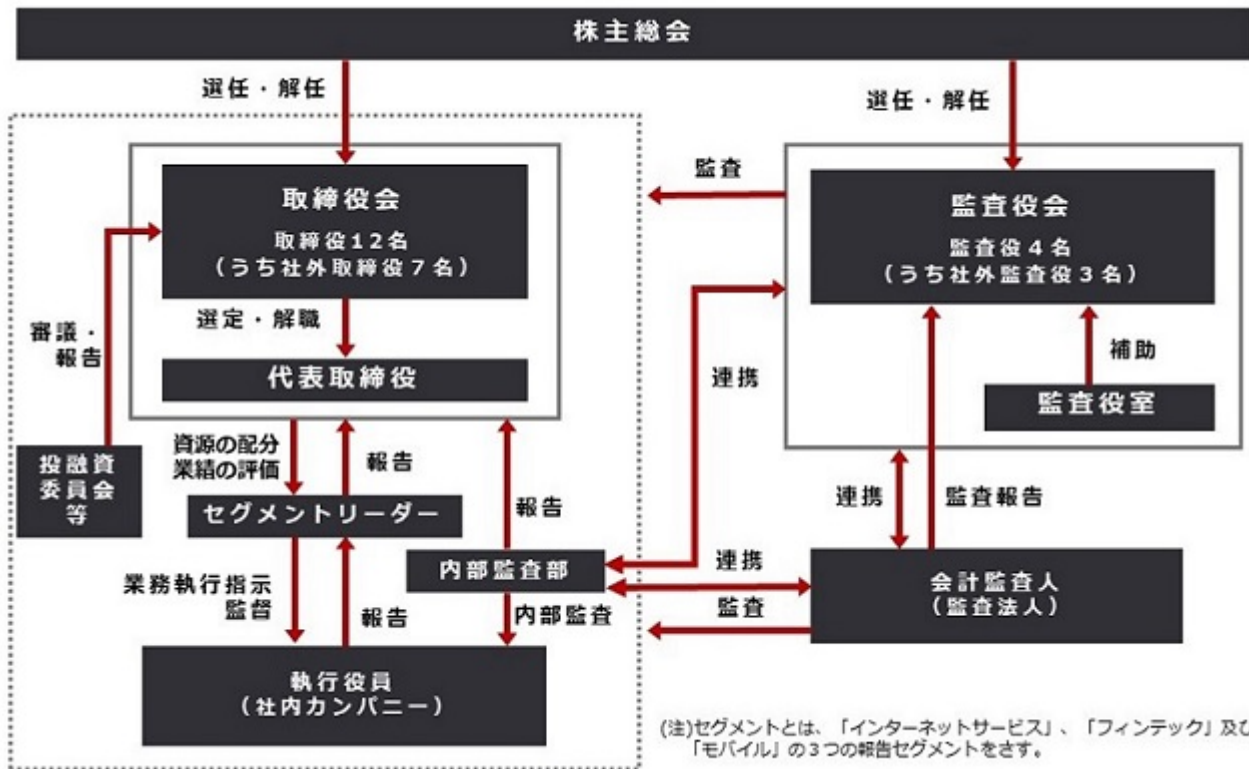 株主総会
選任・解任
選任・解任
取締役会
取締役12名
（うち社外取締役７名）
監査
監査役会
監査役４名
（うち社外監査役３名）
選定・解職
審議・
報告
代表取締役
連携
補助
監査役室
資源の配分
業績の評価
報告
投融資
委員会
等
セグメントリーダー
報告
連携
監査報告
内部監査部
連携
業務執行指示
監督
報告
内部監査
監査
会計監査人
（監査法人）
執行役員
（社内カンパニー）
(注)セグメントとは、「インターネットサービス」、「フィンテック」及び
「モバイル」の３つの報告セグメントをさす。